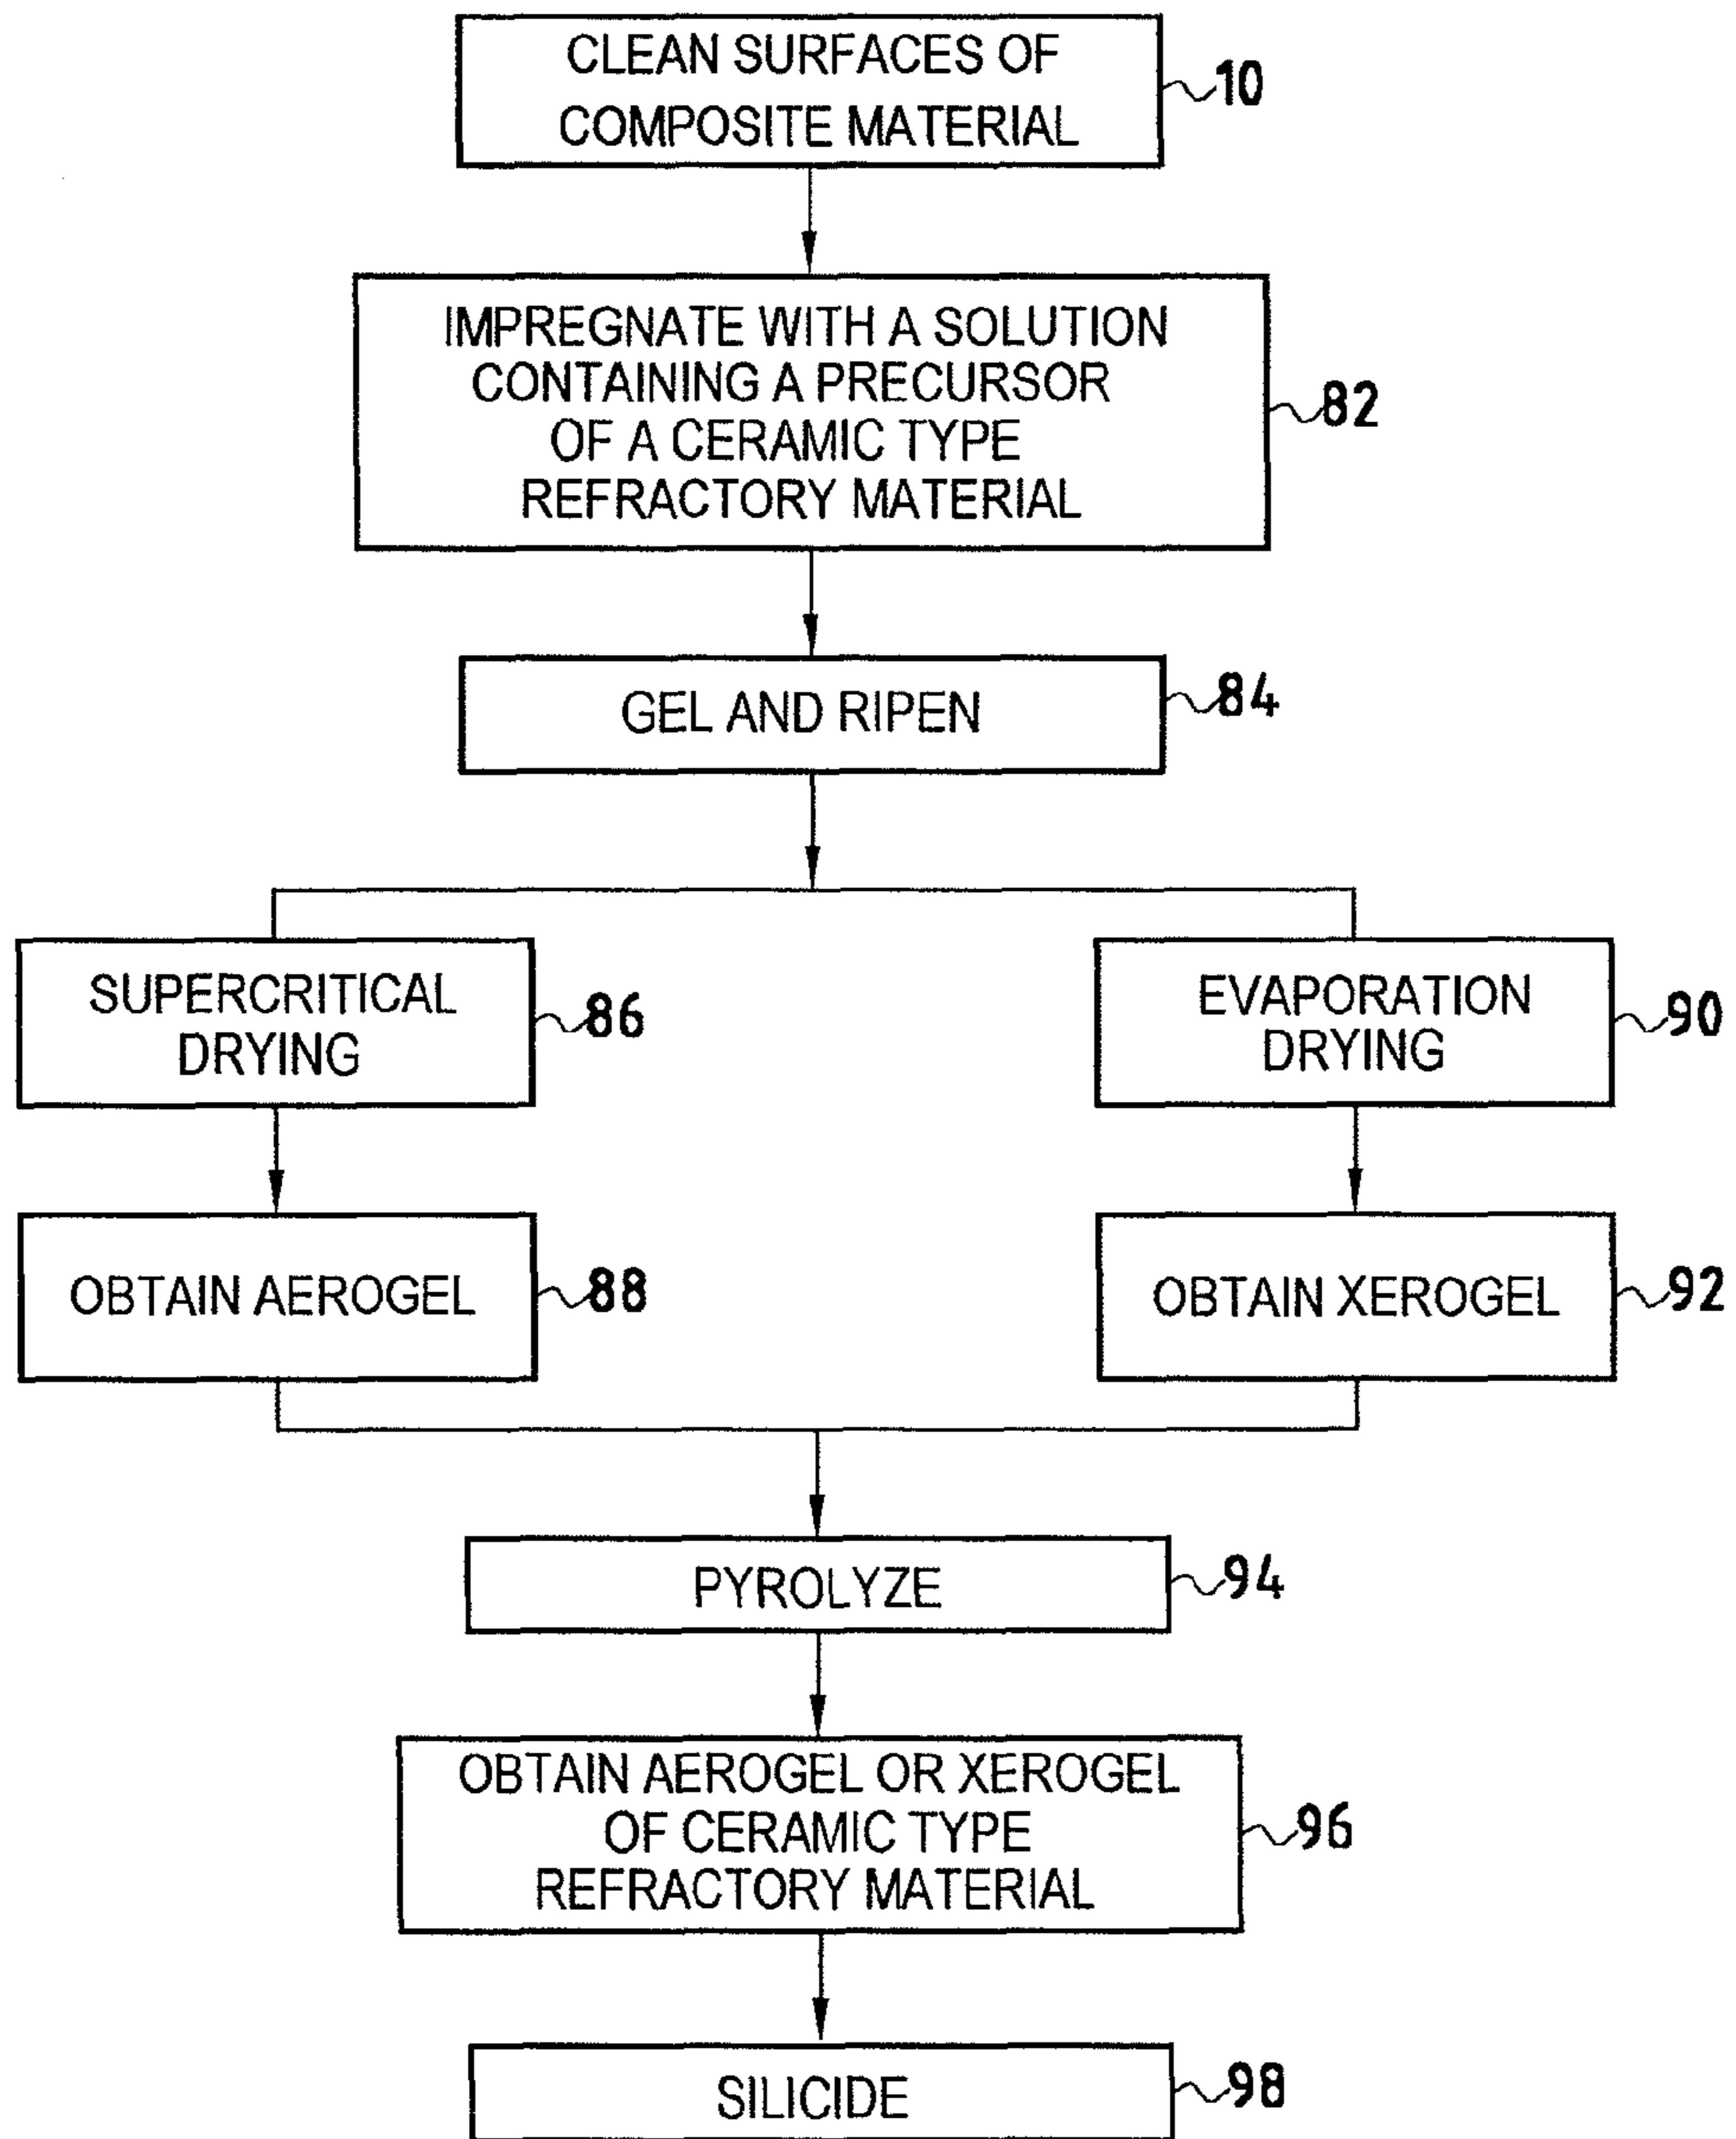 CLEAN SURFACES OF
COMPOSITE MATERIAL
10
IMPREGNATE WITH A SOLUTION
CONTAINING A PRECURSOR
OF A CERAMIC TYPE
REFRACTORY MATERIAL
82
GEL AND RIPEN
84
SUPERCRITICAL
DRYING
86
EVAPORATION
DRYING
90
OBTAIN AEROGEL
88
OBTAIN XEROGEL
92
PYROLYZE
94
OBTAIN AEROGEL OR XEROGEL
OF CERAMIC TYPE
REFRACTORY MATERIAL
96
SILICIDE
98